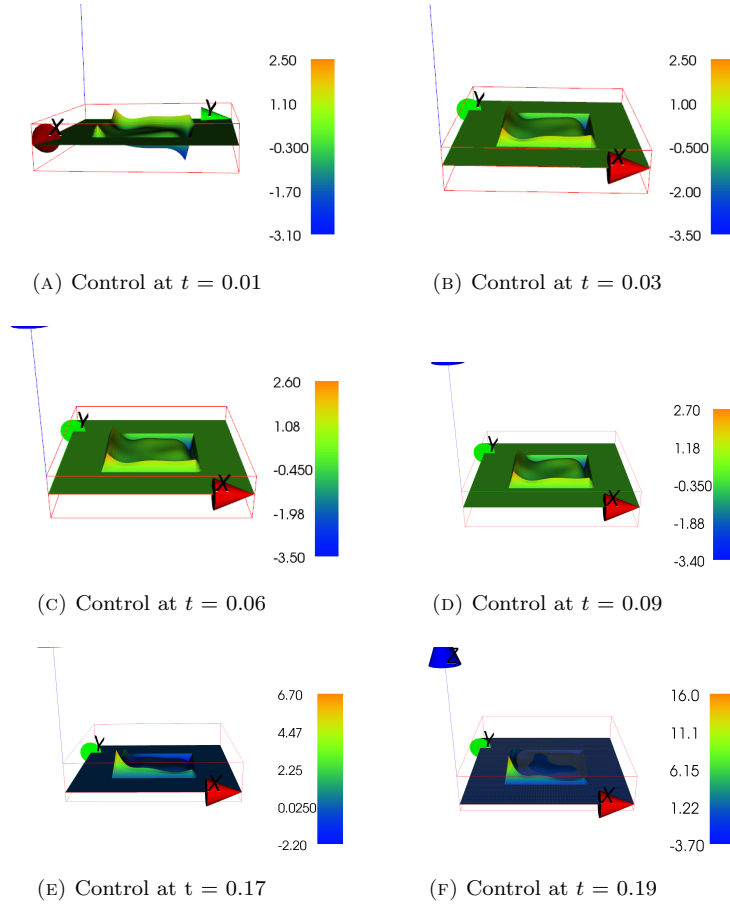 2.50
1.10
-0.300
-1.70
-3.10
X
Y
(A) Control at t = 0.01
2.50
1.00
-0.500
-2.00
-3.50
Y
X
(B) Control at t = 0.03
2.60
1.08
-0.450
-1.98
-3.50
Y
X
(C) Control at t = 0.06
2.70
1.18
-0.350
-1.88
-3.40
Y
X
(D) Control at t = 0.09
6.70
4.47
2.25
0.0250
-2.20
Y
X
(E) Control at t = 0.17
Z
16.0
11.1
6.15
1.22
-3.70
Y
X
(F) Control at t = 0.19